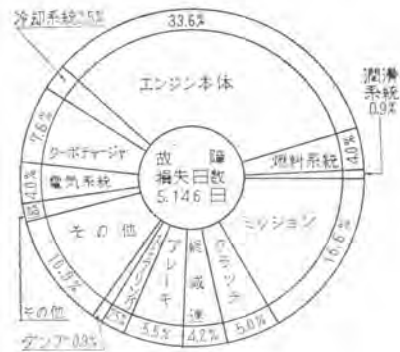 冷却系統
33.6%
エンジン本体
潤滑
系統
0.9%
7.6%
ターボチャージャ
故障
損失日数
5.146日
燃料系統
4.0%
電気系統
4.0%
その他
ミッション
クラッチ
終減速
ブレーキ
5.0%
4.2%
5.5%
その他
ダンプ 0.9%